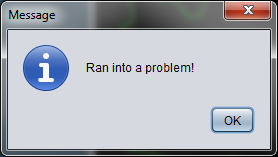 Message
Ran into a problem!
OK